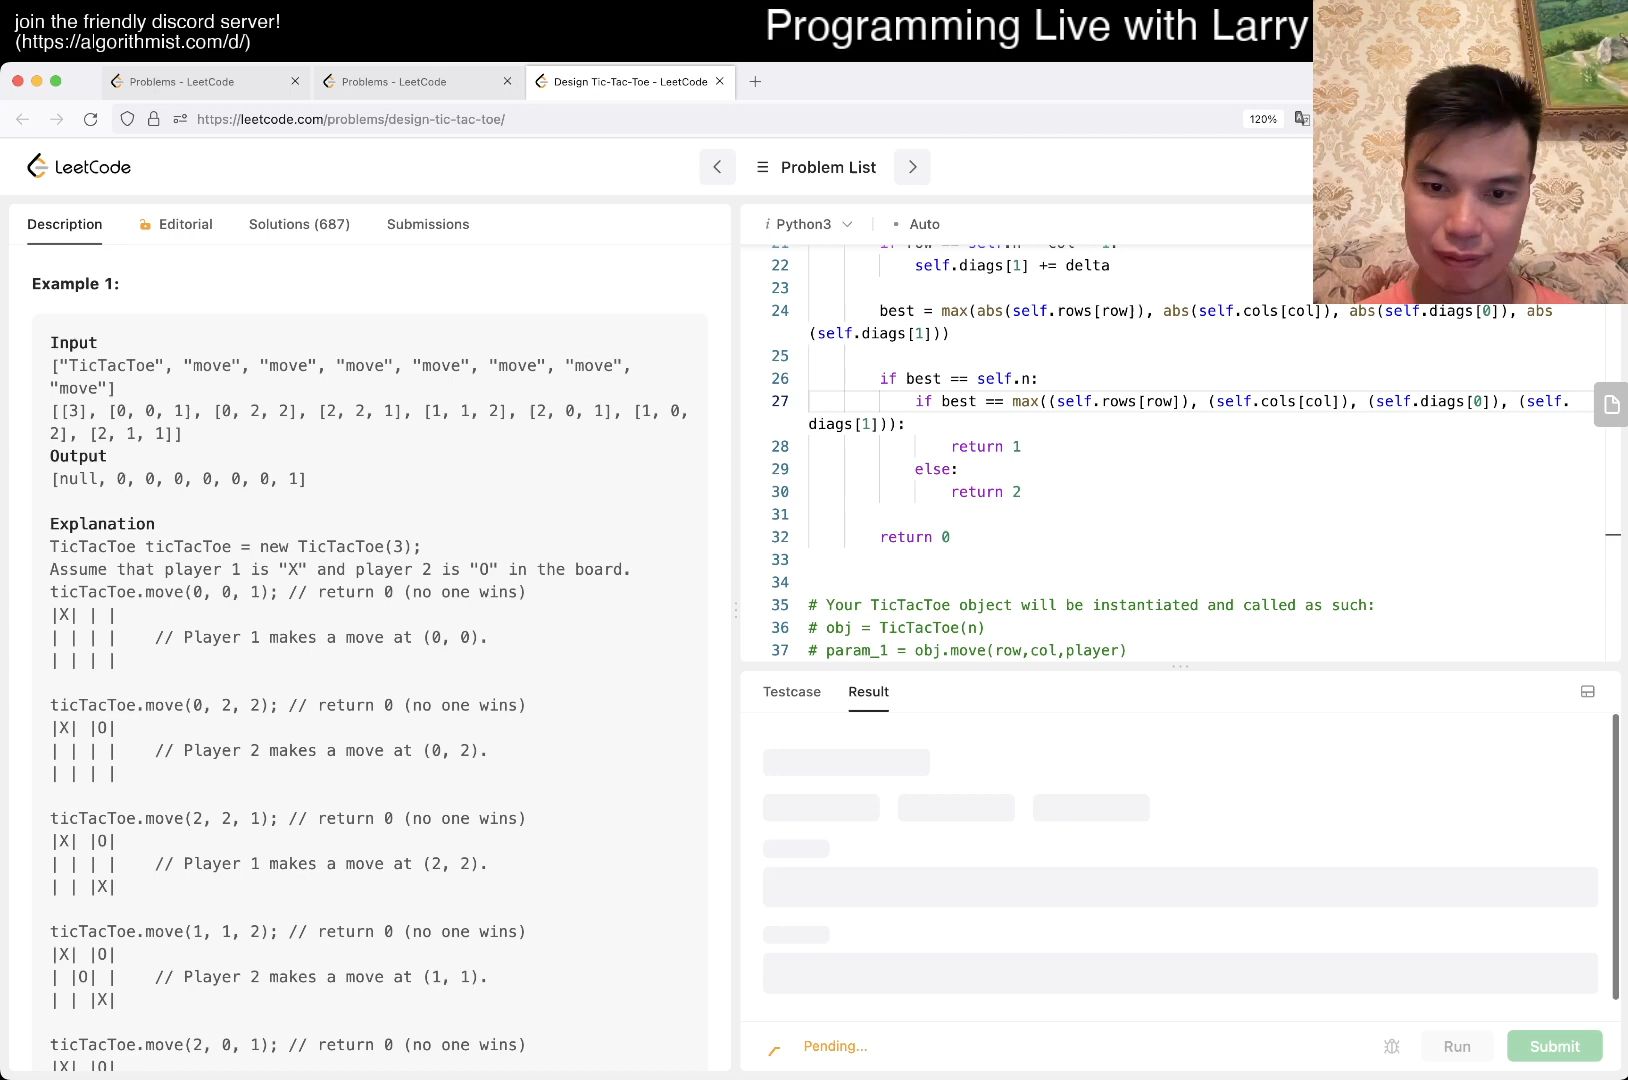 join the friendly discord server!
(https://algorithmist.com/d/)
Programming Live with Larry
Problems - LeetCode
Problems - LeetCode
Design Tic-Tac-Toe - LeetCode
https://leetcode.com/problems/design-tic-tac-toe/
120%
LeetCode
Problem List
Description
Editorial
Solutions (687)
Submissions
Example 1:
Input
["TicTacToe", "move", "move", "move", "move", "move", "move",
"move"]
[[3], [0, 0, 1], [0, 2, 2], [2, 2, 1], [1, 1, 2], [2, 0, 1], [1, 0,
2], [2, 1, 1]]
Output
[null, 0, 0, 0, 0, 0, 0, 1]
Explanation
TicTacToe ticTacToe = new TicTacToe(3);
Assume that player 1 is "X" and player 2 is "O" in the board.
ticTacToe.move(0, 0, 1); // return 0 (no one wins)
|X| | |
| | | |    // Player 1 makes a move at (0, 0).
| | | |
ticTacToe.move(0, 2, 2); // return 0 (no one wins)
|X| |O|
| | | |    // Player 2 makes a move at (0, 2).
| | | |
ticTacToe.move(2, 2, 1); // return 0 (no one wins)
|X| |O|
| | | |    // Player 1 makes a move at (2, 2).
| | |X|
ticTacToe.move(1, 1, 2); // return 0 (no one wins)
|X| |O|
| |O| |    // Player 2 makes a move at (1, 1).
| | |X|
ticTacToe.move(2, 0, 1); // return 0 (no one wins)
|X| |O|
i Python3
Auto
21 if row == self.n - col - 1:
22 self.diags[1] += delta
23
24 best = max(abs(self.rows[row]), abs(self.cols[col]), abs(self.diags[0]), abs
(self.diags[1]))
25
26 if best == self.n:
27 if best == max((self.rows[row]), (self.cols[col]), (self.diags[0]), (self.
diags[1])):
28 return 1
29 else:
30 return 2
31
32 return 0
33
34
35 # Your TicTacToe object will be instantiated and called as such:
36 # obj = TicTacToe(n)
37 # param_1 = obj.move(row,col,player)
Testcase
Result
Pending...
Run
Submit